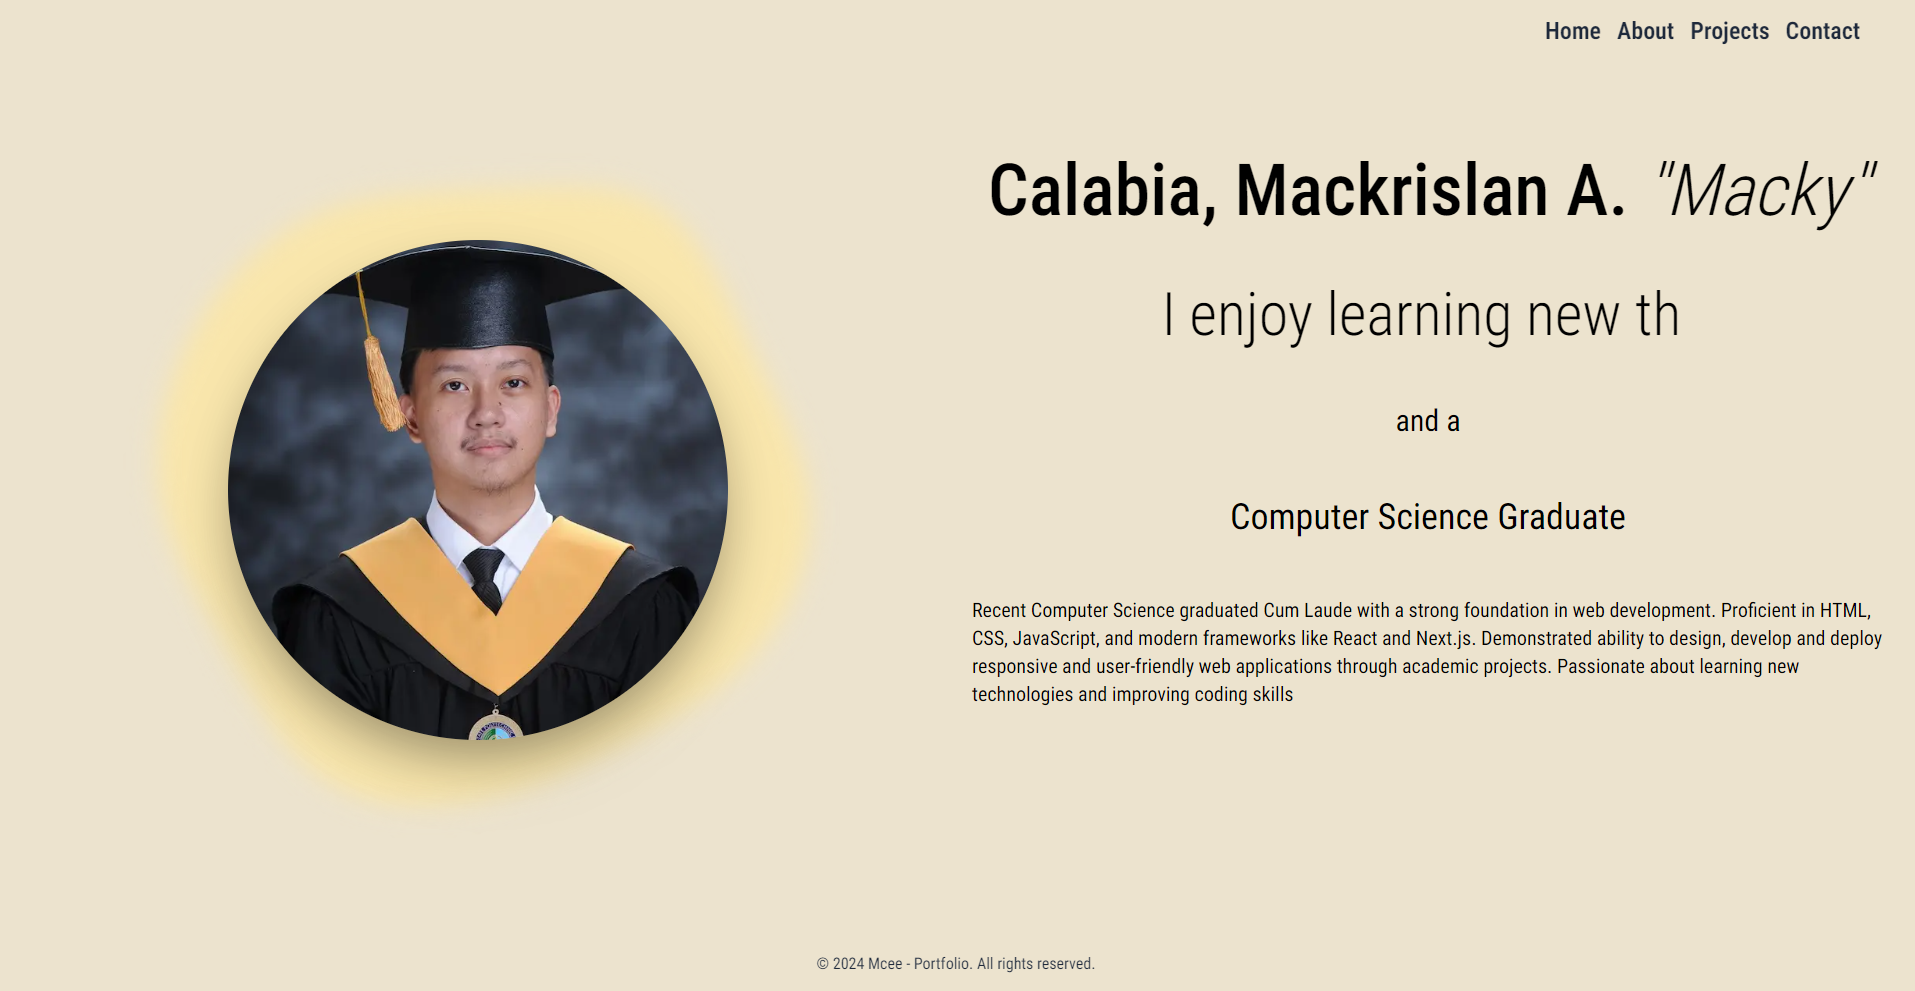 Home About Projects Contact
Calabia, Mackrislan A. "Macky"
I enjoy learning new th
and a
Computer Science Graduate
Recent Computer Science graduated Cum Laude with a strong foundation in web development. Proficient in HTML,
CSS, JavaScript, and modern frameworks like React and Next.js. Demonstrated ability to design, develop and deploy
responsive and user-friendly web applications through academic projects. Passionate about learning new
technologies and improving coding skills
© 2024 Mcee - Portfolio. All rights reserved.